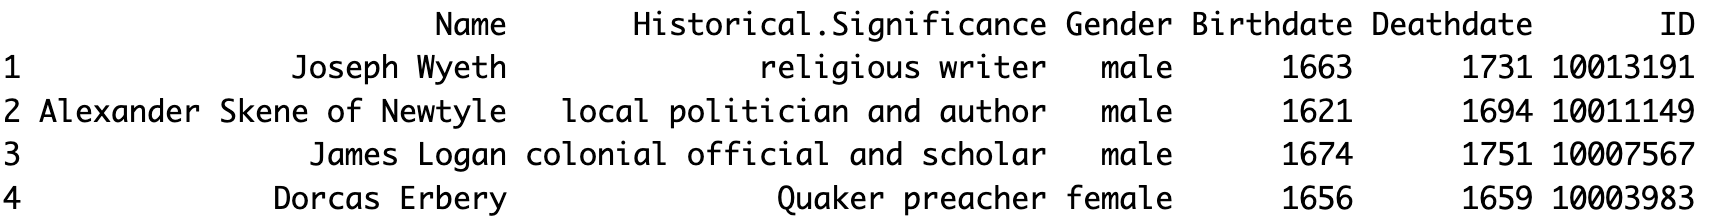 Name Historical.Significance Gender Birthdate Deathdate ID
1 Joseph Wyeth religious writer male 1663 1731 10013191
2 Alexander Skene of Newtyle local politician and author male 1621 1694 10011149
3 James Logan colonial official and scholar male 1674 1751 10007567
4 Dorcas Erbery Quaker preacher female 1656 1659 10003983